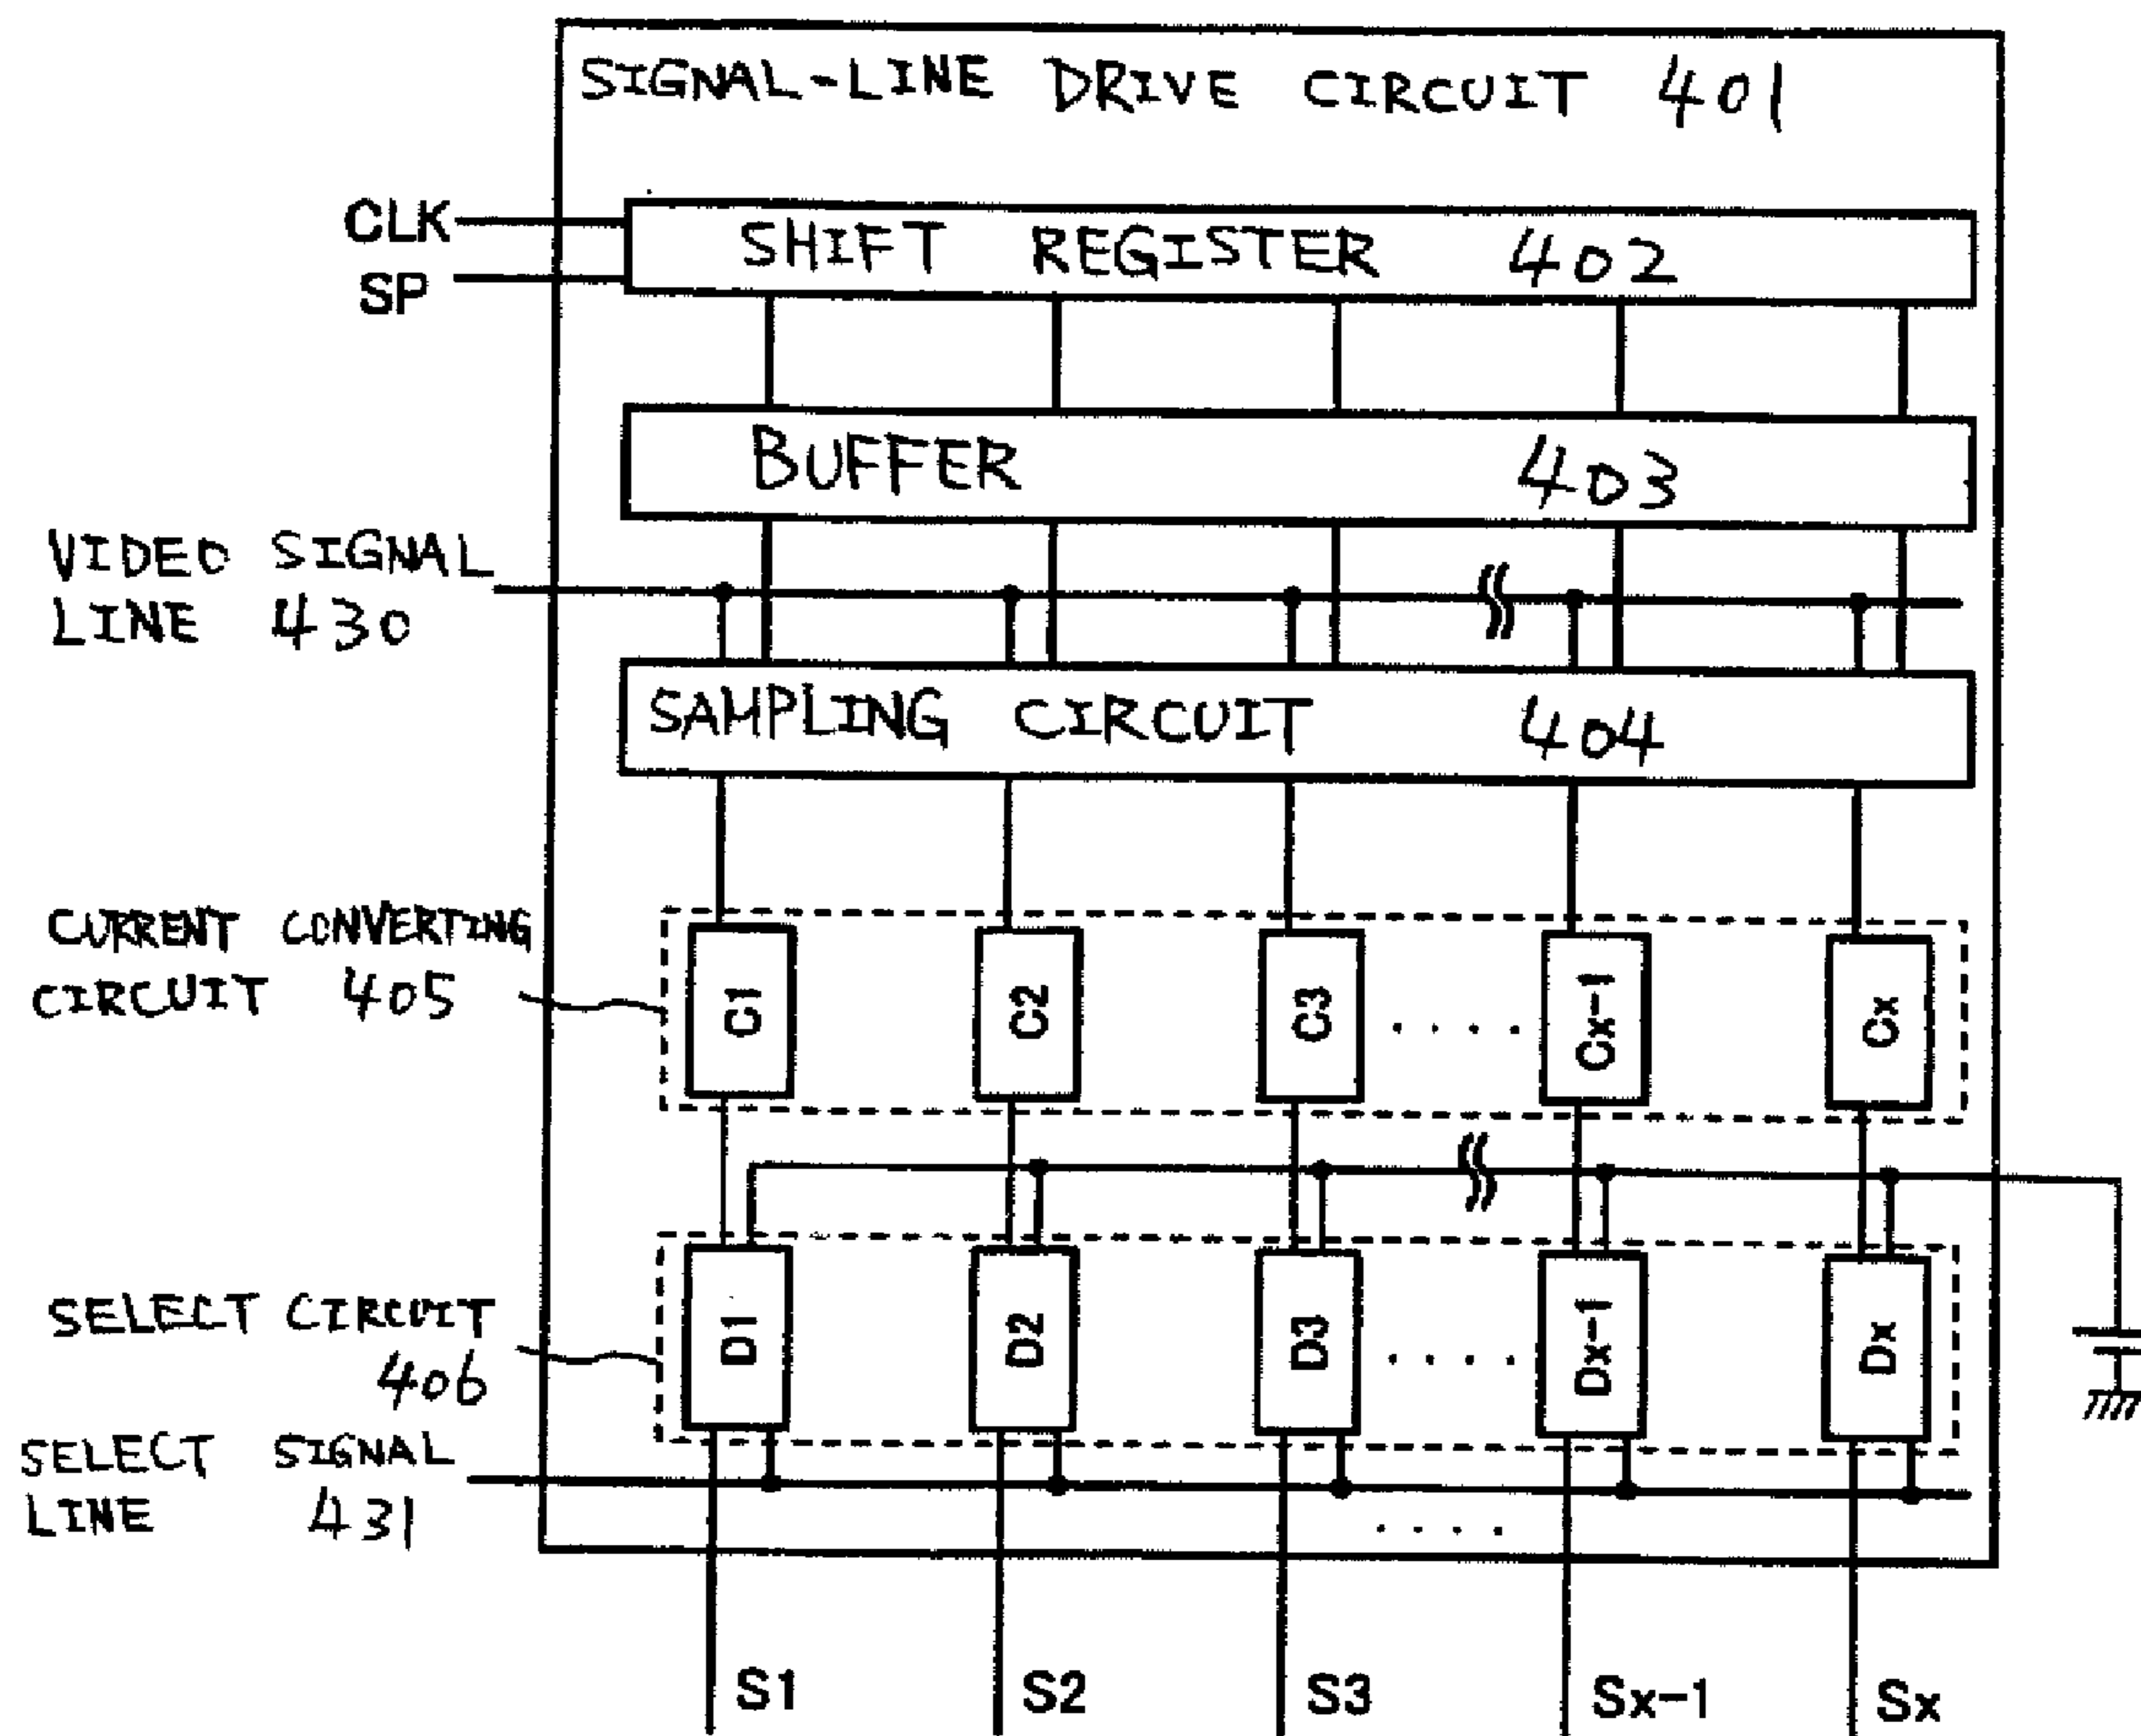 SIGNAL-LINE DRIVE CIRCUIT 401
CLK
SP
SHIFT REGISTER 402
BUFFER 403
VIDEO SIGNAL
LINE 430
SAMPLING CIRCUIT 404
CURRENT CONVERTING
CIRCUIT 405
C1 C2 C3 .... Cx-1 Cx
SELECT CIRCUIT
406
D1 D2 D3 .... Dx-1 Dx
SELECT SIGNAL
LINE 431
....
S1 S2 S3 Sx-1 Sx